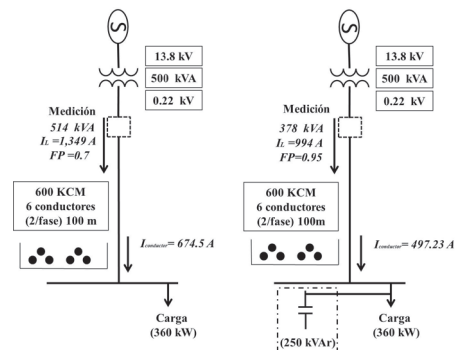 S
13.8 kV
500 kVA
0.22 kV
Medición
514 kVA
IL =1,349 A
FP =0.7
600 KCM
6 conductores
(2/fase) 100 m
Iconductor= 674.5 A
Carga
(360 kW)
S
13.8 kV
500 kVA
0.22 kV
Medición
378 kVA
IL =994 A
FP=0.95
600 KCM
6 conductores
(2/fase) 100m
Iconductor= 497.23 A
(250 kVAr)
Carga
(360 kW)